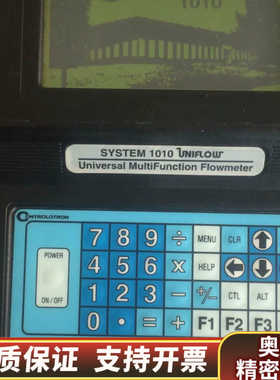 1010
SYSTEM 1010 UNIFLOW
Universal MultiFunction Flowmeter
CONTROLOTRON
7 8 9 ÷ MENU CLR ↑
POWER
4 5 6 × HELP ← →
1 2 3 − +/− CTL ALT ↓
ON/OFF
0 • = + F1 F2 F3
质保证 支持开票
奥
精密